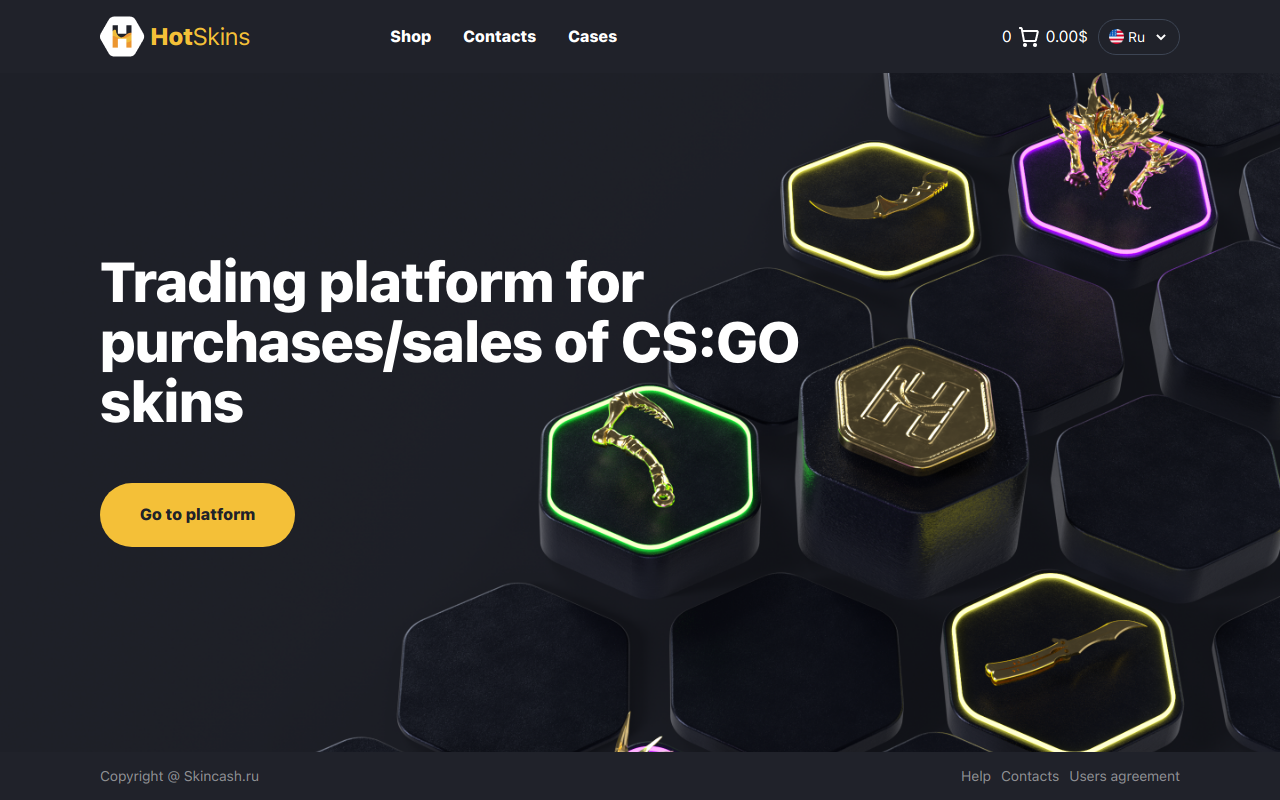 HotSkins
Shop
Contacts
Cases
0
0.00$
Ru
Trading platform for
purchases/sales of CS:GO
skins
Go to platform
Copyright @ Skincash.ru
Help
Contacts
Users agreement